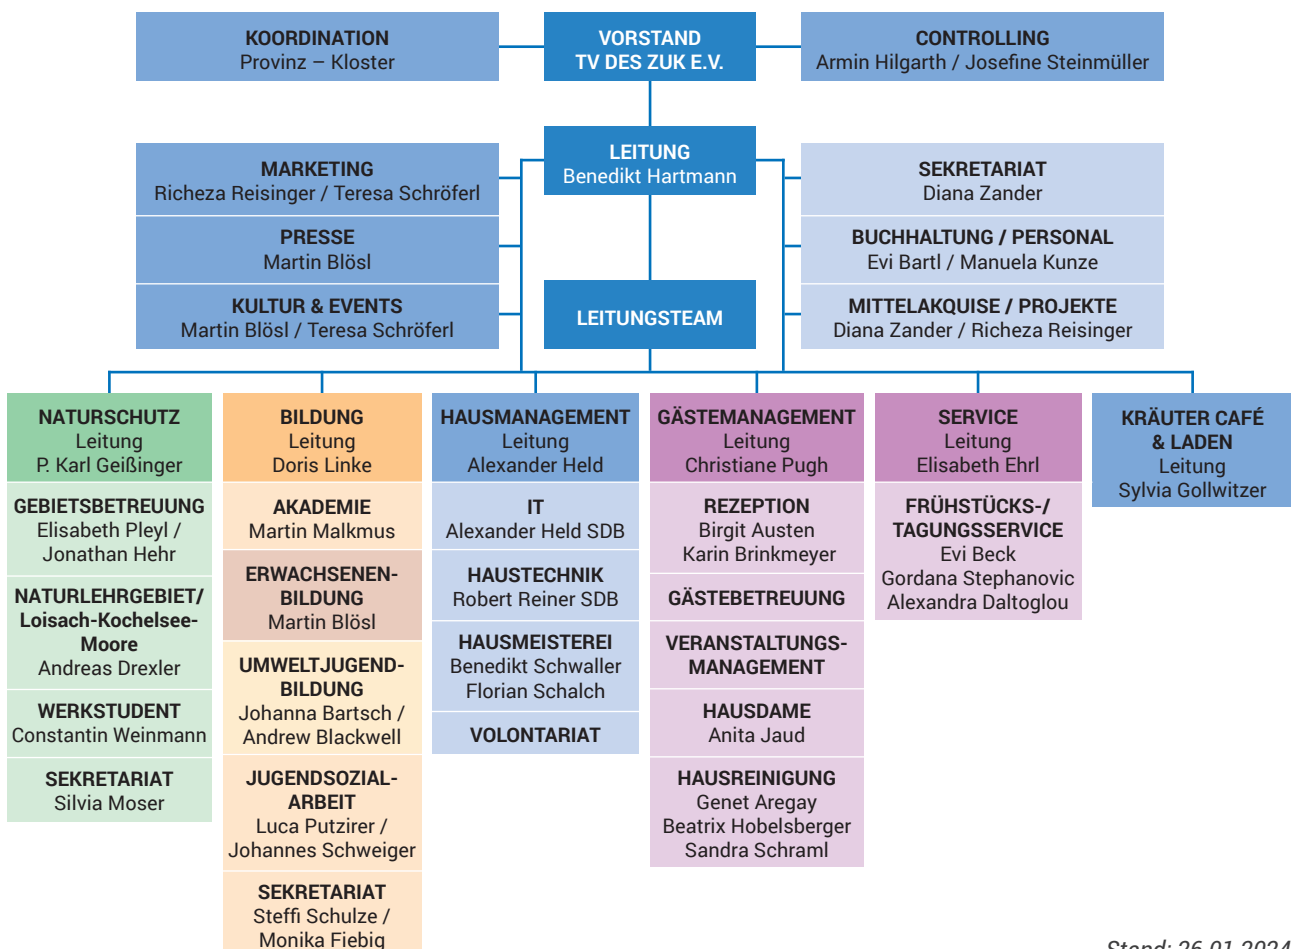 KOORDINATION
Provinz – Kloster
VORSTAND
TV DES ZUK E.V.
CONTROLLING
Armin Hilgarth / Josefine Steinmüller
LEITUNG
Benedikt Hartmann
MARKETING
Richeza Reisinger / Teresa Schröferl
PRESSE
Martin Blösl
KULTUR & EVENTS
Martin Blösl / Teresa Schröferl
LEITUNGSTEAM
SEKRETARIAT
Diana Zander
BUCHHALTUNG / PERSONAL
Evi Bartl / Manuela Kunze
MITTELAKQUISE / PROJEKTE
Diana Zander / Richeza Reisinger
NATURSCHUTZ
Leitung
P. Karl Geißinger
GEBIETSBETREUUNG
Elisabeth Pleyl /
Jonathan Hehr
NATURLEHRGEBIET/
Loisach-Kochelsee-
Moore
Andreas Drexler
WERKSTUDENT
Constantin Weinmann
SEKRETARIAT
Silvia Moser
BILDUNG
Leitung
Doris Linke
AKADEMIE
Martin Malkmus
ERWACHSENEN-
BILDUNG
Martin Blösl
UMWELTJUGEND-
BILDUNG
Johanna Bartsch /
Andrew Blackwell
JUGENDSOZIAL-
ARBEIT
Luca Putzirer /
Johannes Schweiger
SEKRETARIAT
Steffi Schulze /
Monika Fiebig
HAUSMANAGEMENT
Leitung
Alexander Held
IT
Alexander Held SDB
HAUSTECHNIK
Robert Reiner SDB
HAUSMEISTEREI
Benedikt Schwaller
Florian Schalch
VOLONTARIAT
GÄSTEMANAGEMENT
Leitung
Christiane Pugh
REZEPTION
Birgit Austen
Karin Brinkmeyer
GÄSTEBETREUUNG
VERANSTALTUNGS-
MANAGEMENT
HAUSDAME
Anita Jaud
HAUSREINIGUNG
Genet Aregay
Beatrix Hobelsberger
Sandra Schraml
SERVICE
Leitung
Elisabeth Ehrl
FRÜHSTÜCKS-/
TAGUNGSSERVICE
Evi Beck
Gordana Stephanovic
Alexandra Daltoglou
KRÄUTER CAFÉ
& LADEN
Leitung
Sylvia Gollwitzer
Stand: 26.01.2024